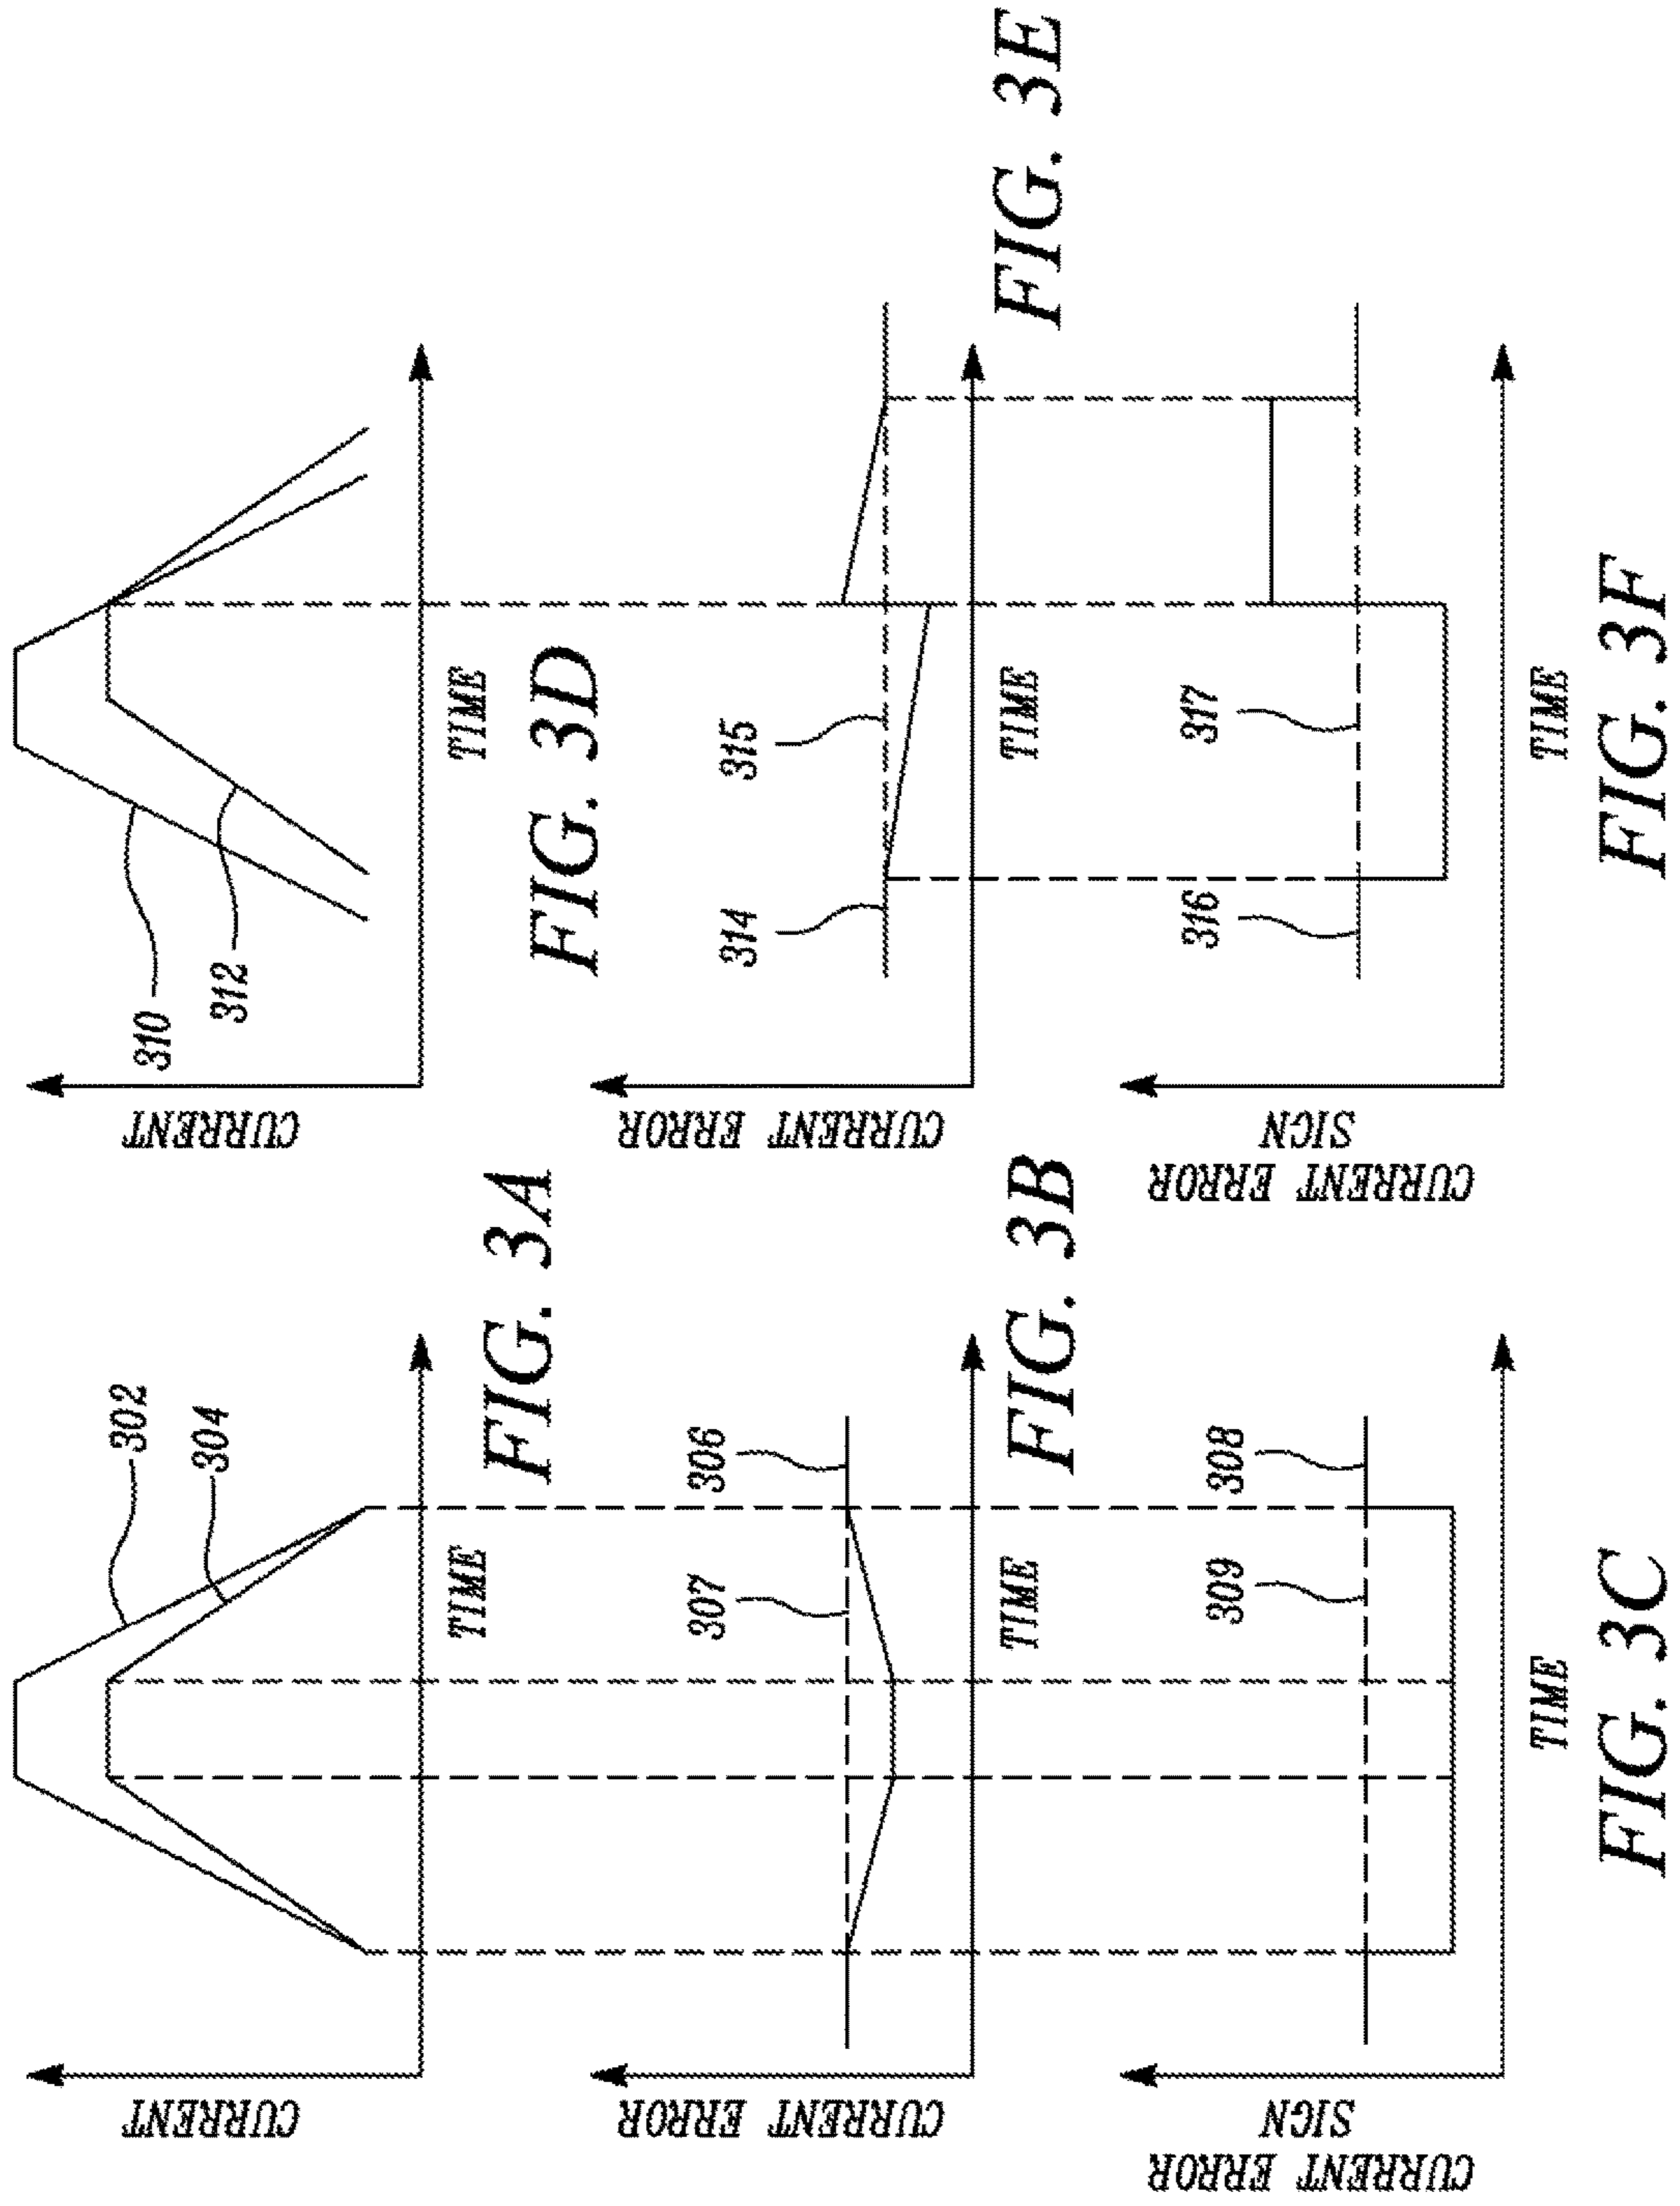 CURRENT
302
304
TIME
FIG. 3A
CURRENT ERROR
306
307
TIME
FIG. 3B
CURRENT ERROR
SIGN
308
309
TIME
FIG. 3C
CURRENT
310
312
TIME
FIG. 3D
CURRENT ERROR
314
315
TIME
FIG. 3E
CURRENT ERROR
SIGN
316
317
TIME
FIG. 3F